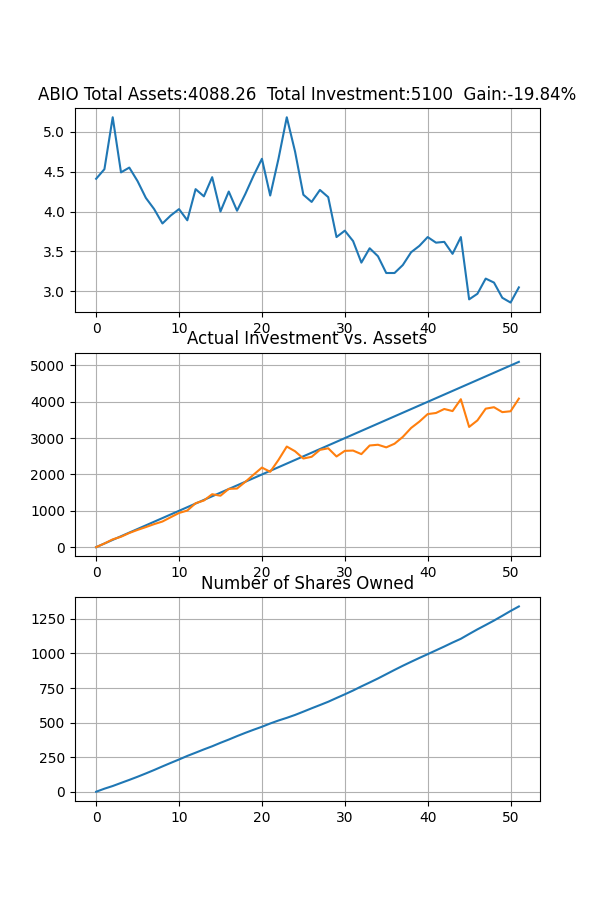 ABIO Total Assets:4088.26  Total Investment:5100  Gain:-19.84%
5.0
4.5
4.0
3.5
3.0
0 10 20 30 40 50
Actual Investment vs. Assets
5000
4000
3000
2000
1000
0
0 10 20 30 40 50
Number of Shares Owned
1250
1000
750
500
250
0
0 10 20 30 40 50